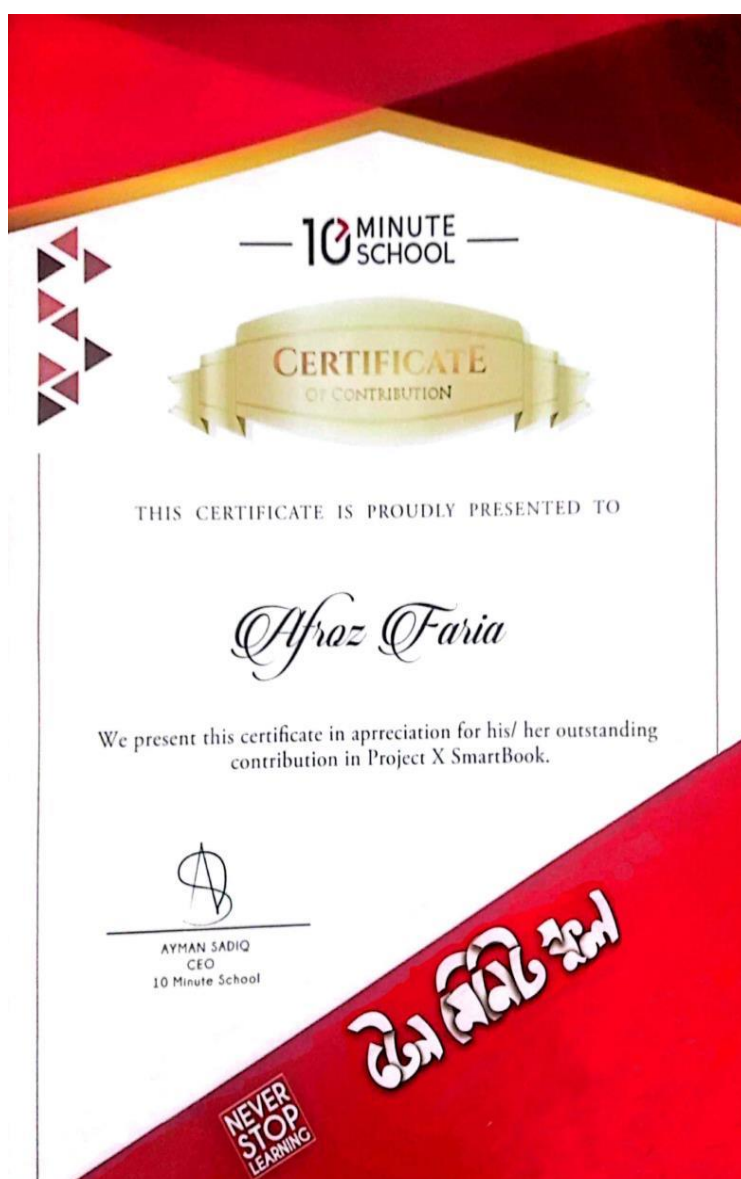 10 MINUTE
SCHOOL
CERTIFICATE
OF CONTRIBUTION
THIS CERTIFICATE IS PROUDLY PRESENTED TO
Afroz Faria
We present this certificate in aprreciation for his/ her outstanding
contribution in Project X SmartBook.
AYMAN SADIQ
CEO
10 Minute School
টেন মিনিট স্কুল
NEVER
STOP
LEARNING